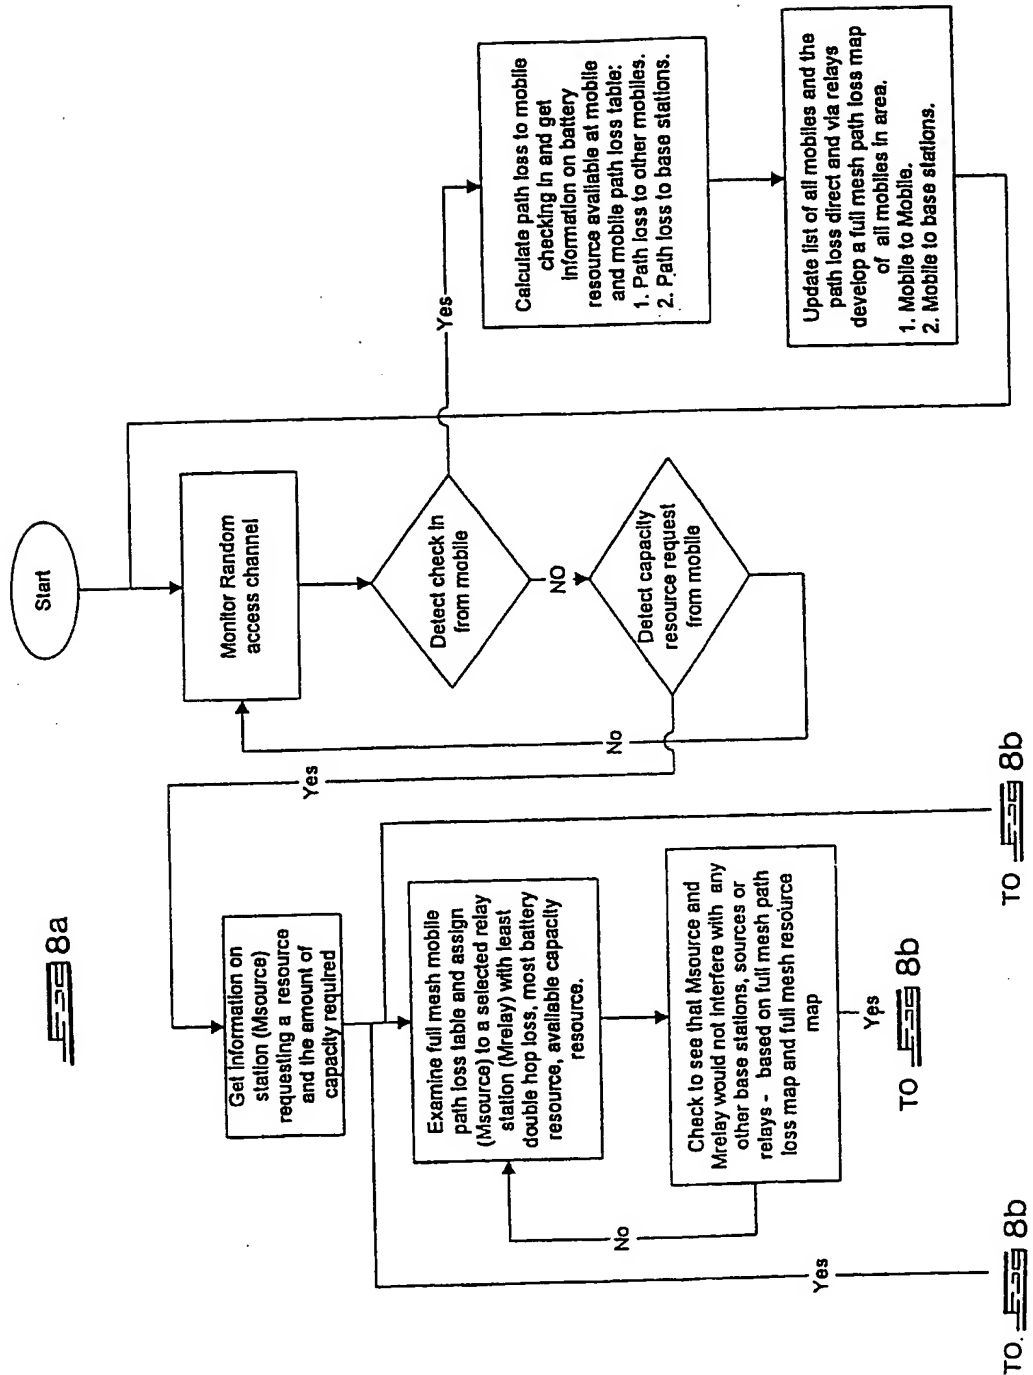 Fig 8a
Start
Monitor Random
access channel
Detect check in
from mobile
Yes
NO
Calculate path loss to mobile
checking in and get
information on battery
resource available at mobile
and mobile path loss table:
1. Path loss to other mobiles.
2. Path loss to base stations.
Update list of all mobiles and the
path loss direct and via relays
develop a full mesh path loss map
of all mobiles in area.
1. Mobile to Mobile.
2. Mobile to base stations.
Detect capacity
resource request
from mobile
No
Yes
Get information on
station (Msource)
requesting a resource
and the amount of
capacity required
Examine full mesh mobile
path loss table and assign
(Msource) to a selected relay
station (Mrelay) with least
double hop loss, most battery
resource, available capacity
resource.
Check to see that Msource and
Mrelay would not interfere with any
other base stations, sources or
relays - based on full mesh path
loss map and full mesh resource
map
No
Yes
TO Fig 8b
Yes
TO. Fig 8b
TO Fig 8b